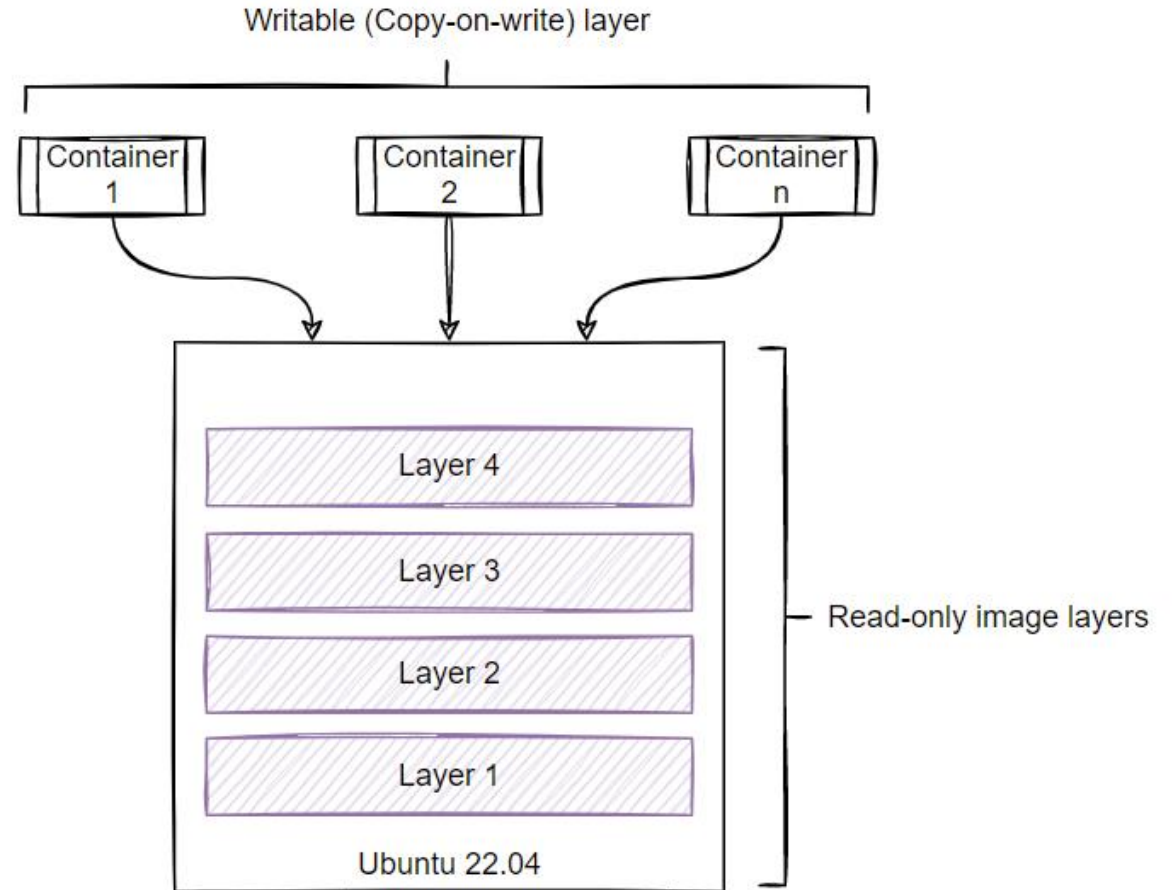 Writable (Copy-on-write) layer
Container
1
Container
2
Container
n
Layer 4
Layer 3
Layer 2
Layer 1
Ubuntu 22.04
Read-only image layers